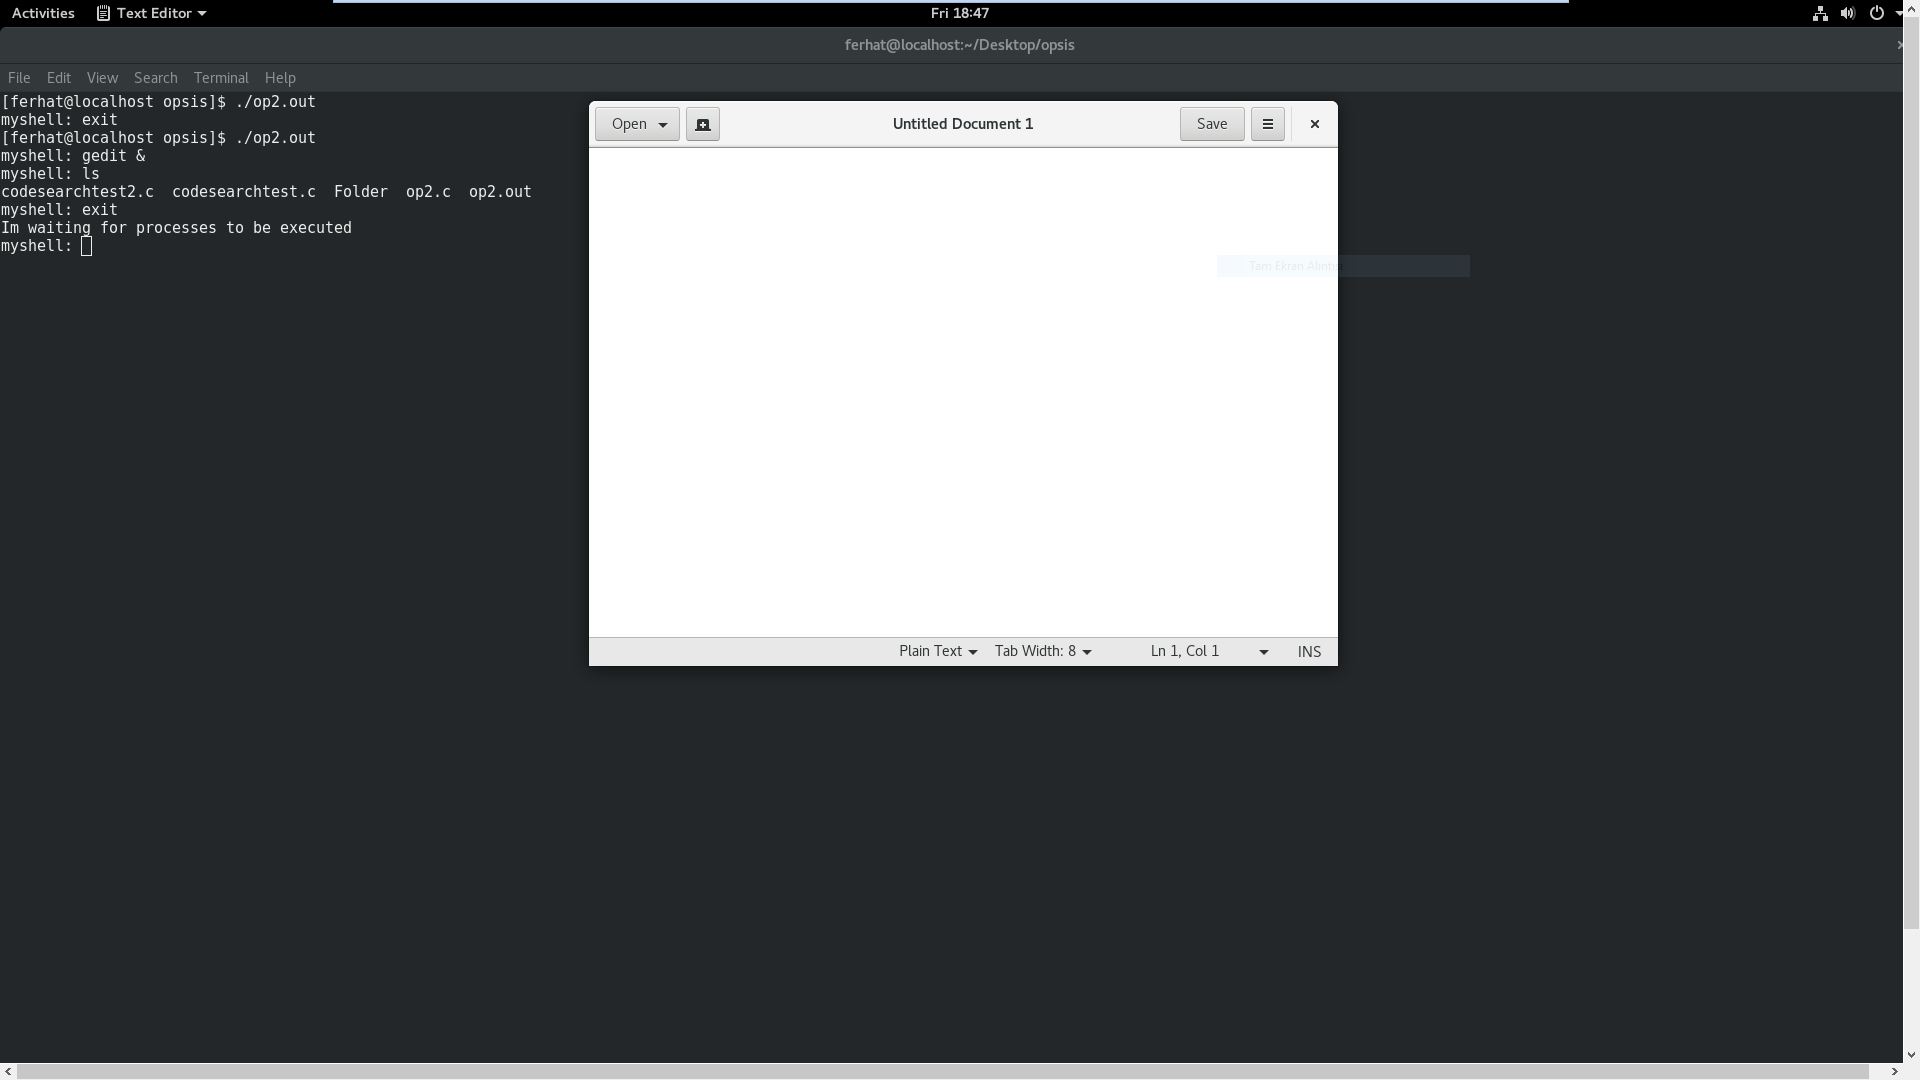 Activities Text Editor Fri 18:47
ferhat@localhost:~/Desktop/opsis
File Edit View Search Terminal Help
[ferhat@localhost opsis]$ ./op2.out
myshell: exit
[ferhat@localhost opsis]$ ./op2.out
myshell: gedit &
myshell: ls
codesearchtest2.c codesearchtest.c Folder op2.c op2.out
myshell: exit
Im waiting for processes to be executed
myshell:
Open Untitled Document 1 Save
Tam Ekran Alıntısı
Plain Text Tab Width: 8 Ln 1, Col 1 INS